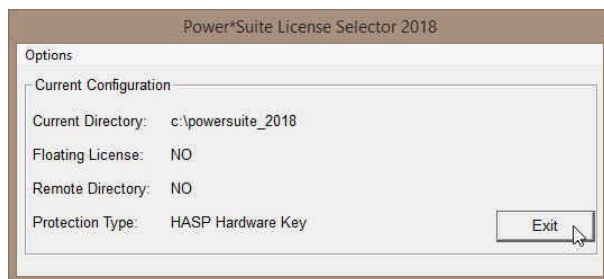 Power*Suite License Selector 2018
Options
Current Configuration
Current Directory: c:\powersuite_2018
Floating License: NO
Remote Directory: NO
Protection Type: HASP Hardware Key
Exit